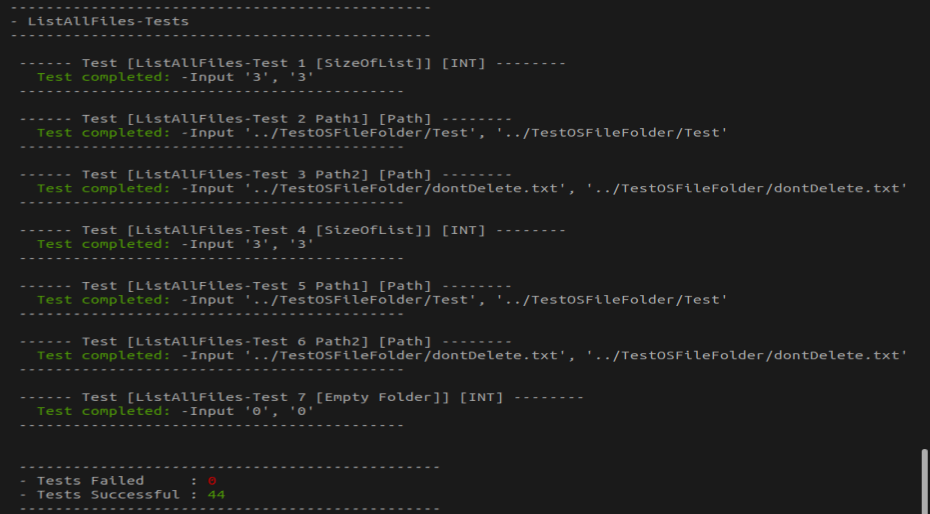 -----------------------------------------------
- ListAllFiles-Tests
-----------------------------------------------
------ Test [ListAllFiles-Test 1 [SizeOfList]] [INT] --------
Test completed: -Input '3', '3'
-------------------------------------------
------ Test [ListAllFiles-Test 2 Path1] [Path] --------
Test completed: -Input '../TestOSFileFolder/Test', '../TestOSFileFolder/Test'
-------------------------------------------
------ Test [ListAllFiles-Test 3 Path2] [Path] --------
Test completed: -Input '../TestOSFileFolder/dontDelete.txt', '../TestOSFileFolder/dontDelete.txt'
-------------------------------------------
------ Test [ListAllFiles-Test 4 [SizeOfList]] [INT] --------
Test completed: -Input '3', '3'
-------------------------------------------
------ Test [ListAllFiles-Test 5 Path1] [Path] --------
Test completed: -Input '../TestOSFileFolder/Test', '../TestOSFileFolder/Test'
-------------------------------------------
------ Test [ListAllFiles-Test 6 Path2] [Path] --------
Test completed: -Input '../TestOSFileFolder/dontDelete.txt', '../TestOSFileFolder/dontDelete.txt'
-------------------------------------------
------ Test [ListAllFiles-Test 7 [Empty Folder]] [INT] --------
Test completed: -Input '0', '0'
-------------------------------------------
-----------------------------------------------
- Tests Failed     : 0
- Tests Successful : 44
-----------------------------------------------